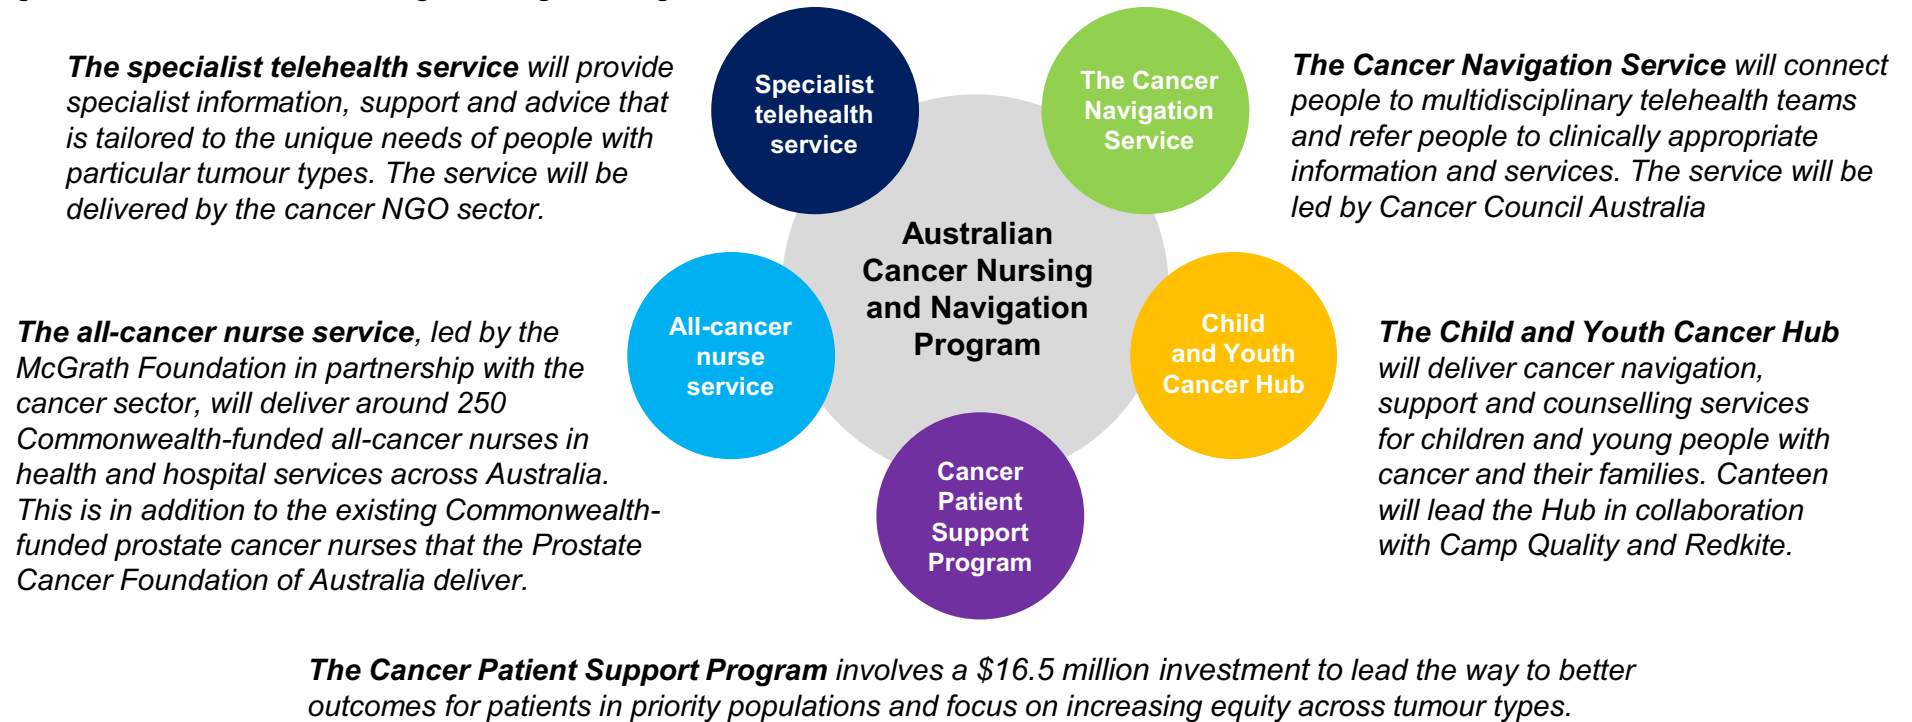 The specialist telehealth service will provide
specialist information, support and advice that
is tailored to the unique needs of people with
particular tumour types. The service will be
delivered by the cancer NGO sector.
Specialist
telehealth
service
The Cancer
Navigation
Service
The Cancer Navigation Service will connect
people to multidisciplinary telehealth teams
and refer people to clinically appropriate
information and services. The service will be
led by Cancer Council Australia
Australian
Cancer Nursing
and Navigation
Program
The all-cancer nurse service, led by the
McGrath Foundation in partnership with the
cancer sector, will deliver around 250
Commonwealth-funded all-cancer nurses in
health and hospital services across Australia.
This is in addition to the existing Commonwealth-
funded prostate cancer nurses that the Prostate
Cancer Foundation of Australia deliver.
All-cancer
nurse
service
Child
and Youth
Cancer Hub
The Child and Youth Cancer Hub
will deliver cancer navigation,
support and counselling services
for children and young people with
cancer and their families. Canteen
will lead the Hub in collaboration
with Camp Quality and Redkite.
Cancer
Patient
Support
Program
The Cancer Patient Support Program involves a $16.5 million investment to lead the way to better
outcomes for patients in priority populations and focus on increasing equity across tumour types.